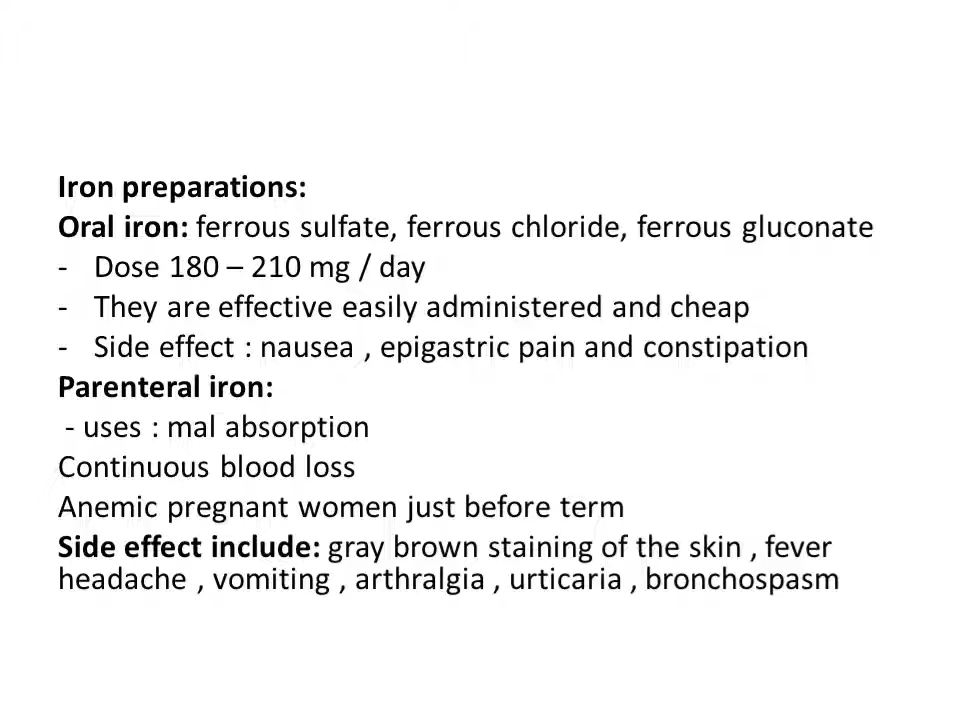 Iron preparations:
Oral iron: ferrous sulfate, ferrous chloride, ferrous gluconate
- Dose 180 – 210 mg / day
- They are effective easily administered and cheap
- Side effect : nausea , epigastric pain and constipation
Parenteral iron:
- uses : mal absorption
Continuous blood loss
Anemic pregnant women just before term
Side effect include: gray brown staining of the skin , fever
headache , vomiting , arthralgia , urticaria , bronchospasm